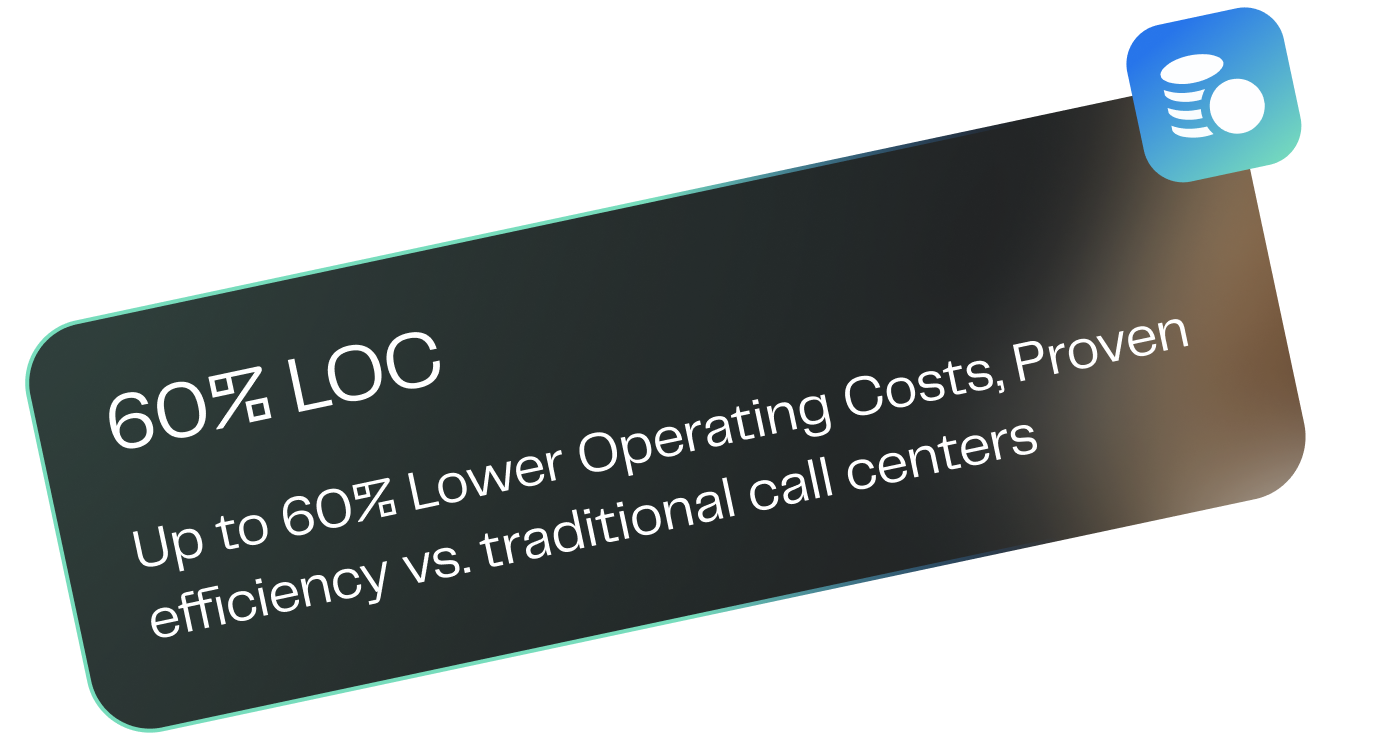 60% LOC
Up to 60% Lower Operating Costs, Proven
efficiency vs. traditional call centers